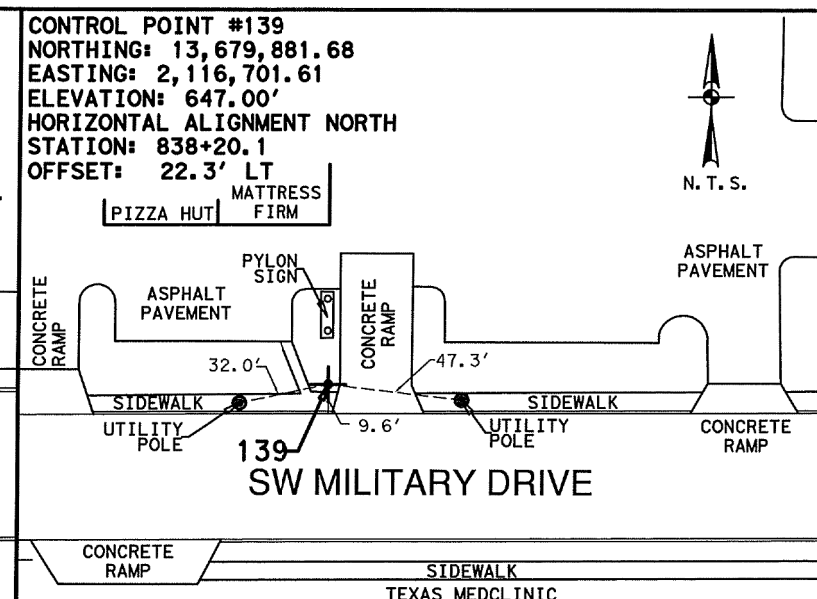 CONTROL POINT #139
NORTHING: 13,679,881.68
EASTING: 2,116,701.61
ELEVATION: 647.00'
HORIZONTAL ALIGNMENT NORTH
STATION: 838+20.1
OFFSET: 22.3' LT
PIZZA HUT
MATTRESS
FIRM
N.T.S.
PYLON
SIGN
ASPHALT
PAVEMENT
CONCRETE
RAMP
ASPHALT
PAVEMENT
CONCRETE
RAMP
32.0'
47.3'
SIDEWALK
SIDEWALK
UTILITY
POLE
9.6'
UTILITY
POLE
CONCRETE
RAMP
139
SW MILITARY DRIVE
CONCRETE
RAMP
SIDEWALK
TEXAS MEDCLINIC